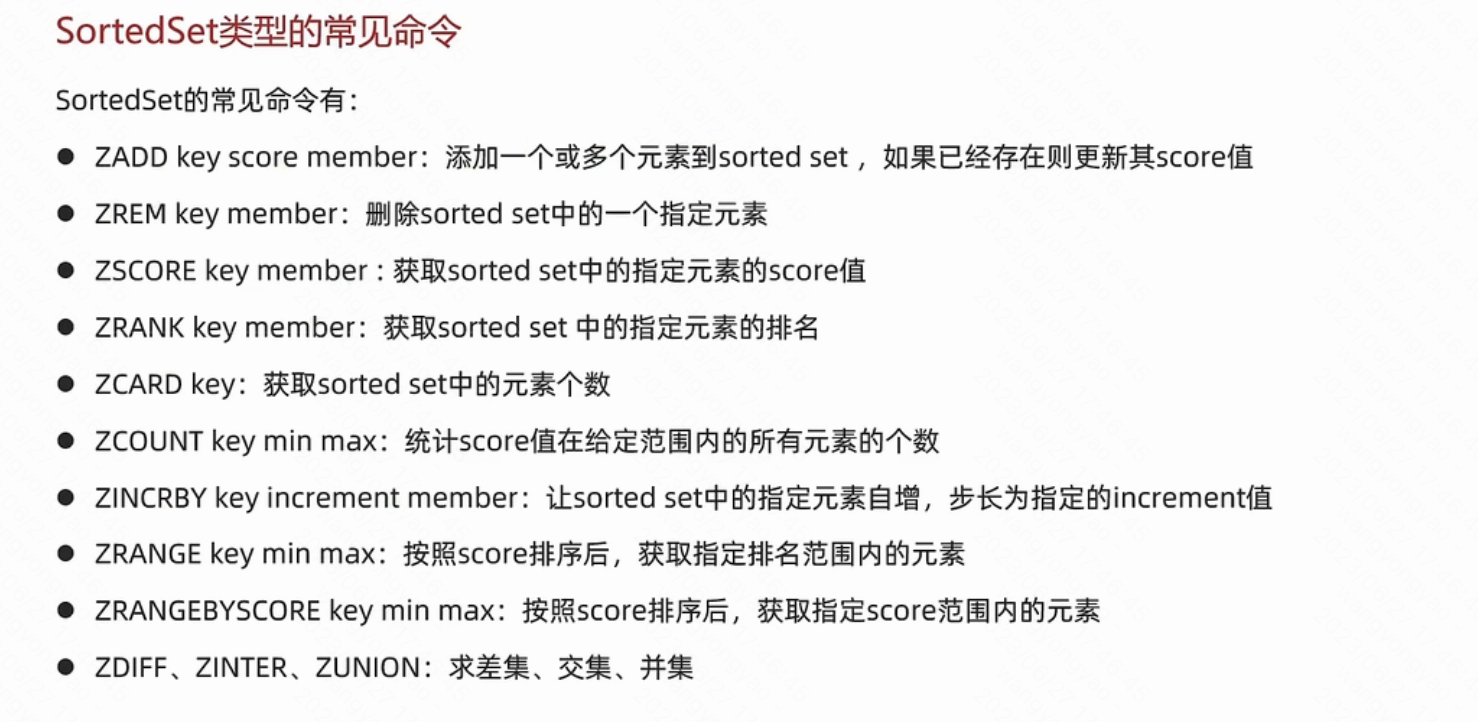 SortedSet类型的常见命令
SortedSet的常见命令有：
● ZADD key score member：添加一个或多个元素到sorted set ，如果已经存在则更新其score值
● ZREM key member：删除sorted set中的一个指定元素
● ZSCORE key member : 获取sorted set中的指定元素的score值
● ZRANK key member：获取sorted set 中的指定元素的排名
● ZCARD key：获取sorted set中的元素个数
● ZCOUNT key min max：统计score值在给定范围内的所有元素的个数
● ZINCRBY key increment member：让sorted set中的指定元素自增，步长为指定的increment值
● ZRANGE key min max：按照score排序后，获取指定排名范围内的元素
● ZRANGEBYSCORE key min max：按照score排序后，获取指定score范围内的元素
● ZDIFF、ZINTER、ZUNION：求差集、交集、并集